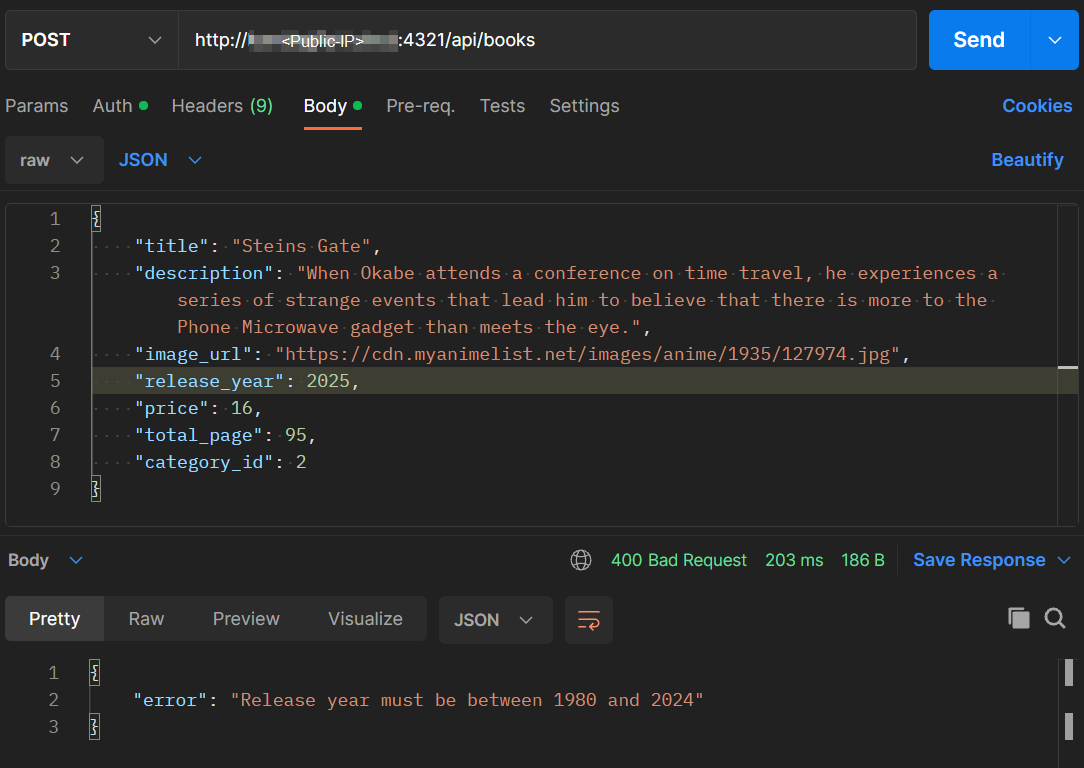 POST http://<Public-IP>:4321/api/books Send
Params Auth Headers (9) Body Pre-req. Tests Settings Cookies
raw JSON Beautify
1 {
2 "title": "Steins Gate",
3 "description": "When Okabe attends a conference on time travel, he experiences a
series of strange events that lead him to believe that there is more to the
Phone Microwave gadget than meets the eye.",
4 "image_url": "https://cdn.myanimelist.net/images/anime/1935/127974.jpg",
5 "release_year": 2025,
6 "price": 16,
7 "total_page": 95,
8 "category_id": 2
9 }
Body 400 Bad Request 203 ms 186 B Save Response
Pretty Raw Preview Visualize JSON
1 {
2 "error": "Release year must be between 1980 and 2024"
3 }